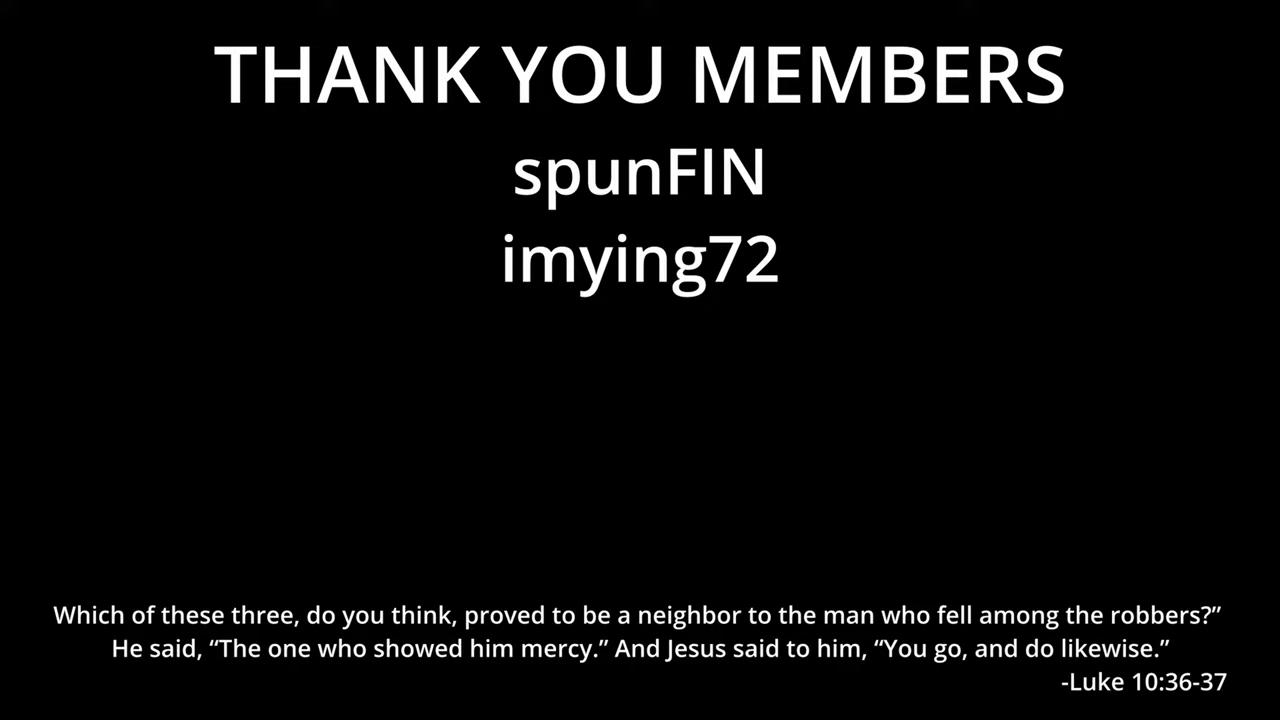 THANK YOU MEMBERS
spunFIN
imying72
Which of these three, do you think, proved to be a neighbor to the man who fell among the robbers?”
He said, “The one who showed him mercy.” And Jesus said to him, “You go, and do likewise.”
-Luke 10:36-37